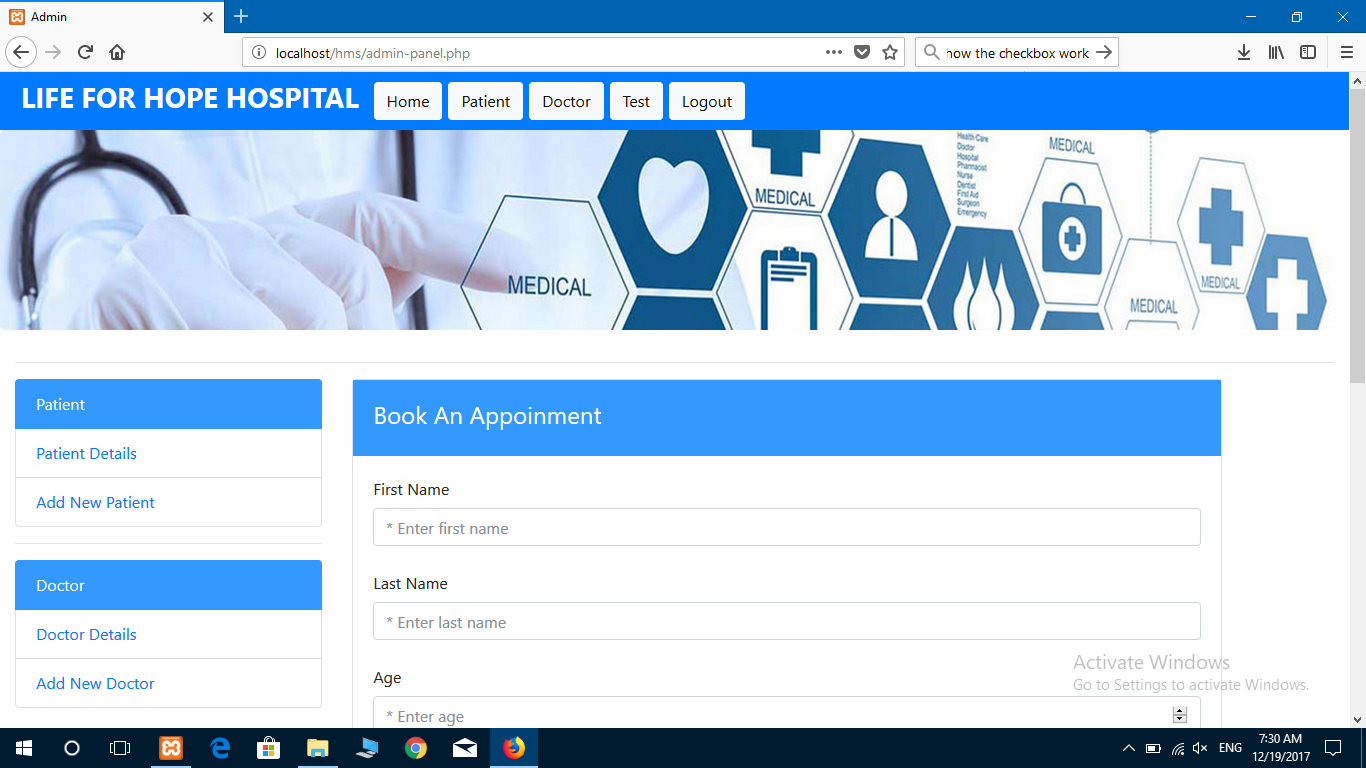 Admin
localhost/hms/admin-panel.php
how the checkbox work
LIFE FOR HOPE HOSPITAL
Home
Patient
Doctor
Test
Logout
MEDICAL
MEDICAL
Health Care
Doctor
Hospital
Pharmacist
Nurse
Dentist
First Aid
Surgeon
Emergency
MEDICAL
MEDICAL
MEDICAL
Patient
Patient Details
Add New Patient
Doctor
Doctor Details
Add New Doctor
Book An Appoinment
First Name
* Enter first name
Last Name
* Enter last name
Age
* Enter age
Activate Windows
Go to Settings to activate Windows.
ENG
7:30 AM
12/19/2017